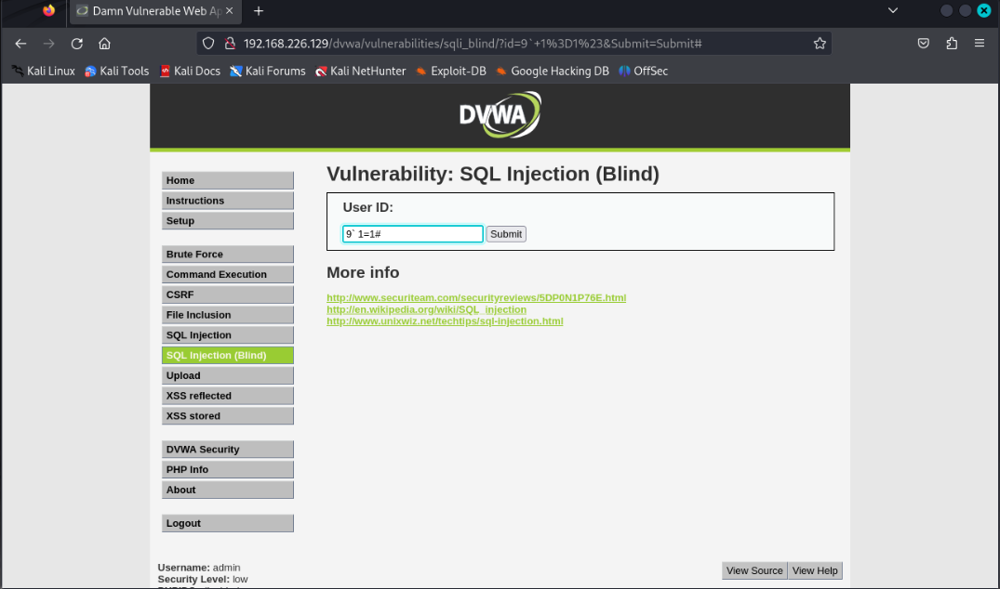 Damn Vulnerable Web Ap
192.168.226.129/dvwa/vulnerabilities/sqli_blind/?id=9`+1%3D1%23&Submit=Submit#
Kali Linux Kali Tools Kali Docs Kali Forums Kali NetHunter Exploit-DB Google Hacking DB OffSec
DVWA
Vulnerability: SQL Injection (Blind)
Home
Instructions
Setup
Brute Force
Command Execution
CSRF
File Inclusion
SQL Injection
SQL Injection (Blind)
Upload
XSS reflected
XSS stored
DVWA Security
PHP Info
About
Logout
User ID:
9` 1=1# Submit
More info
http://www.securiteam.com/securityreviews/5DP0N1P76E.html
http://en.wikipedia.org/wiki/SQL_injection
http://www.unixwiz.net/techtips/sql-injection.html
Username: admin
Security Level: low
View Source View Help